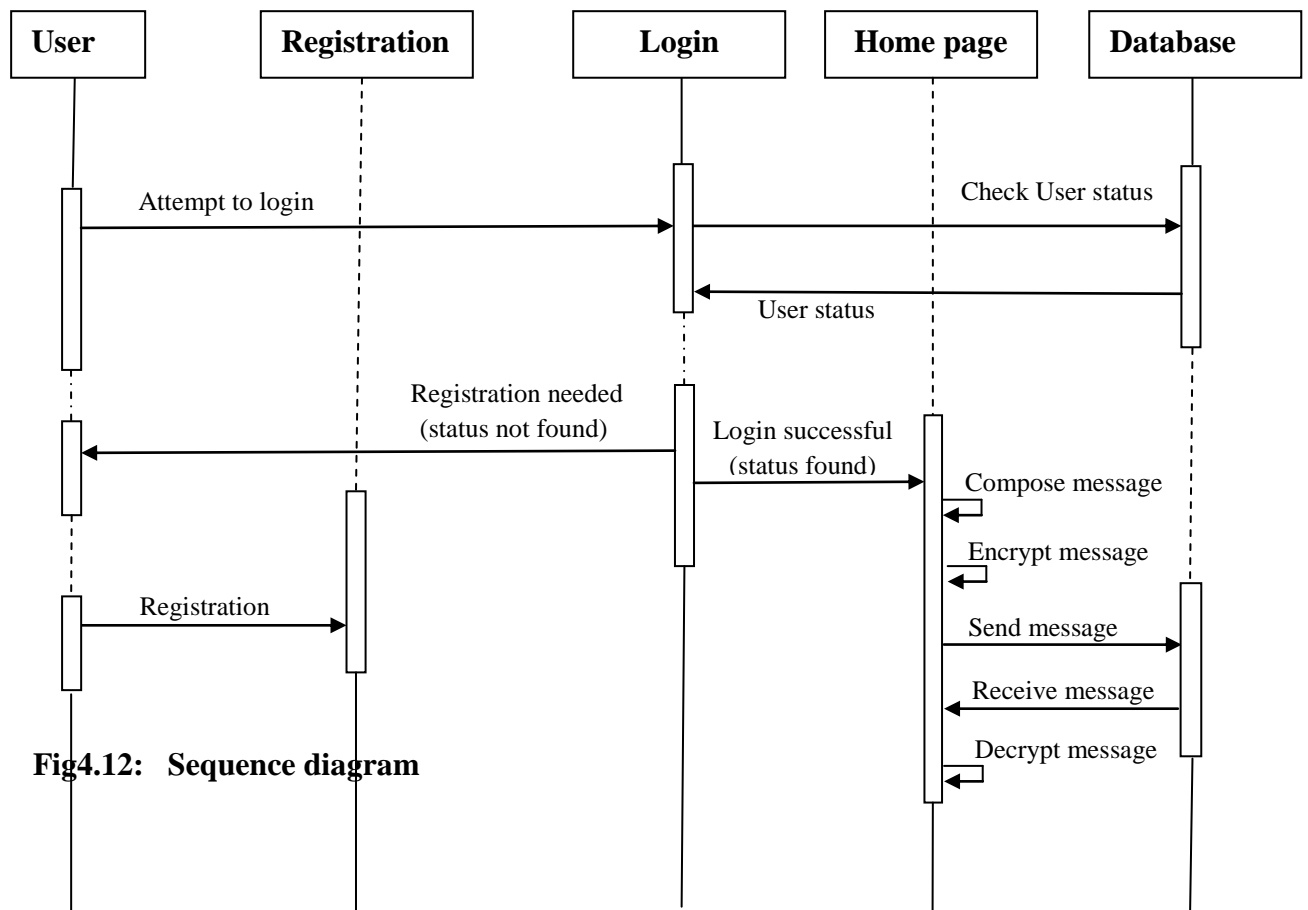 User
Registration
Login
Home page
Database
Attempt to login
Check User status
User status
Registration needed
(status not found)
Login successful
(status found)
Compose message
Encrypt message
Registration
Send message
Receive message
Decrypt message
Fig4.12: Sequence diagram